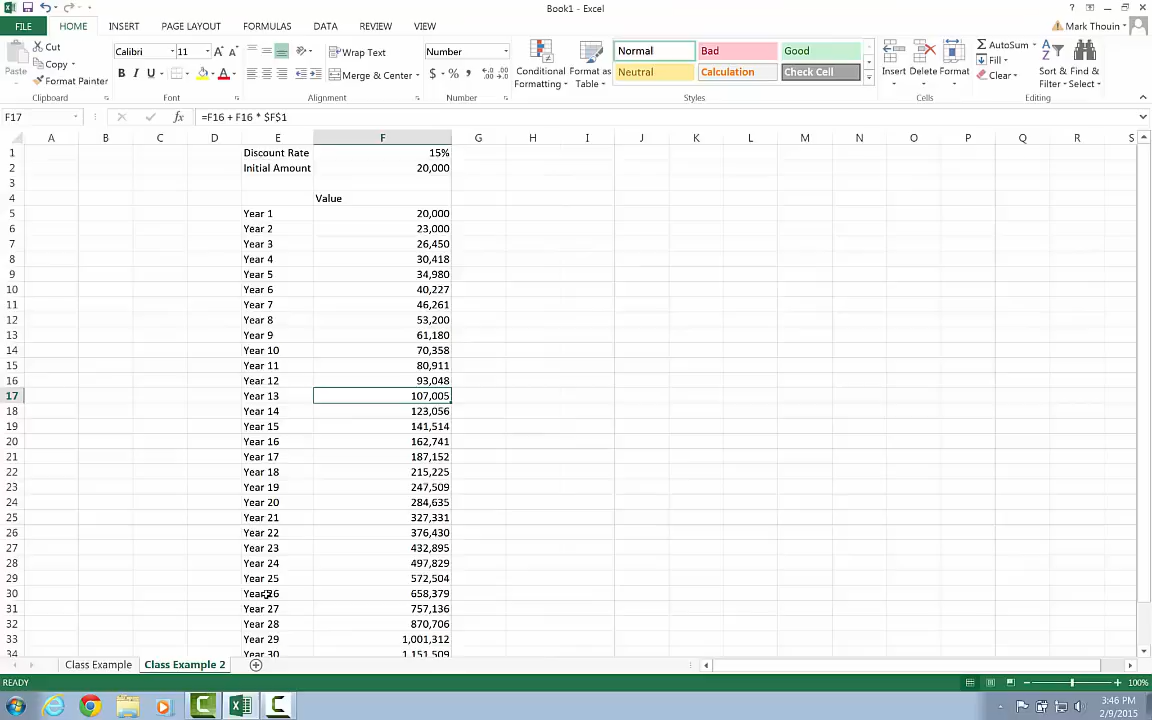 Book1 - Excel
FILE HOME INSERT PAGE LAYOUT FORMULAS DATA REVIEW VIEW Mark Thouin
Paste Cut Copy Format Painter Clipboard
Calibri 11 B I U Font
Wrap Text Merge & Center Alignment
Number $ % Number
Conditional Formatting Format as Table
Normal Bad Good
Neutral Calculation Check Cell
Styles
Insert Delete Format Cells
AutoSum Fill Clear Sort & Filter Find & Select Editing
F17 fx =F16 + F16 * $F$1
A B C D E F G H I J K L M N O P Q R S
1 Discount Rate 15%
2 Initial Amount 20,000
3
4 Value
5 Year 1 20,000
6 Year 2 23,000
7 Year 3 26,450
8 Year 4 30,418
9 Year 5 34,980
10 Year 6 40,227
11 Year 7 46,261
12 Year 8 53,200
13 Year 9 61,180
14 Year 10 70,358
15 Year 11 80,911
16 Year 12 93,048
17 Year 13 107,005
18 Year 14 123,056
19 Year 15 141,514
20 Year 16 162,741
21 Year 17 187,152
22 Year 18 215,225
23 Year 19 247,509
24 Year 20 284,635
25 Year 21 327,331
26 Year 22 376,430
27 Year 23 432,895
28 Year 24 497,829
29 Year 25 572,504
30 Year 26 658,379
31 Year 27 757,136
32 Year 28 870,706
33 Year 29 1,001,312
34 Year 30 1,151,509
Class Example Class Example 2
READY 100%
3:46 PM
2/9/2015